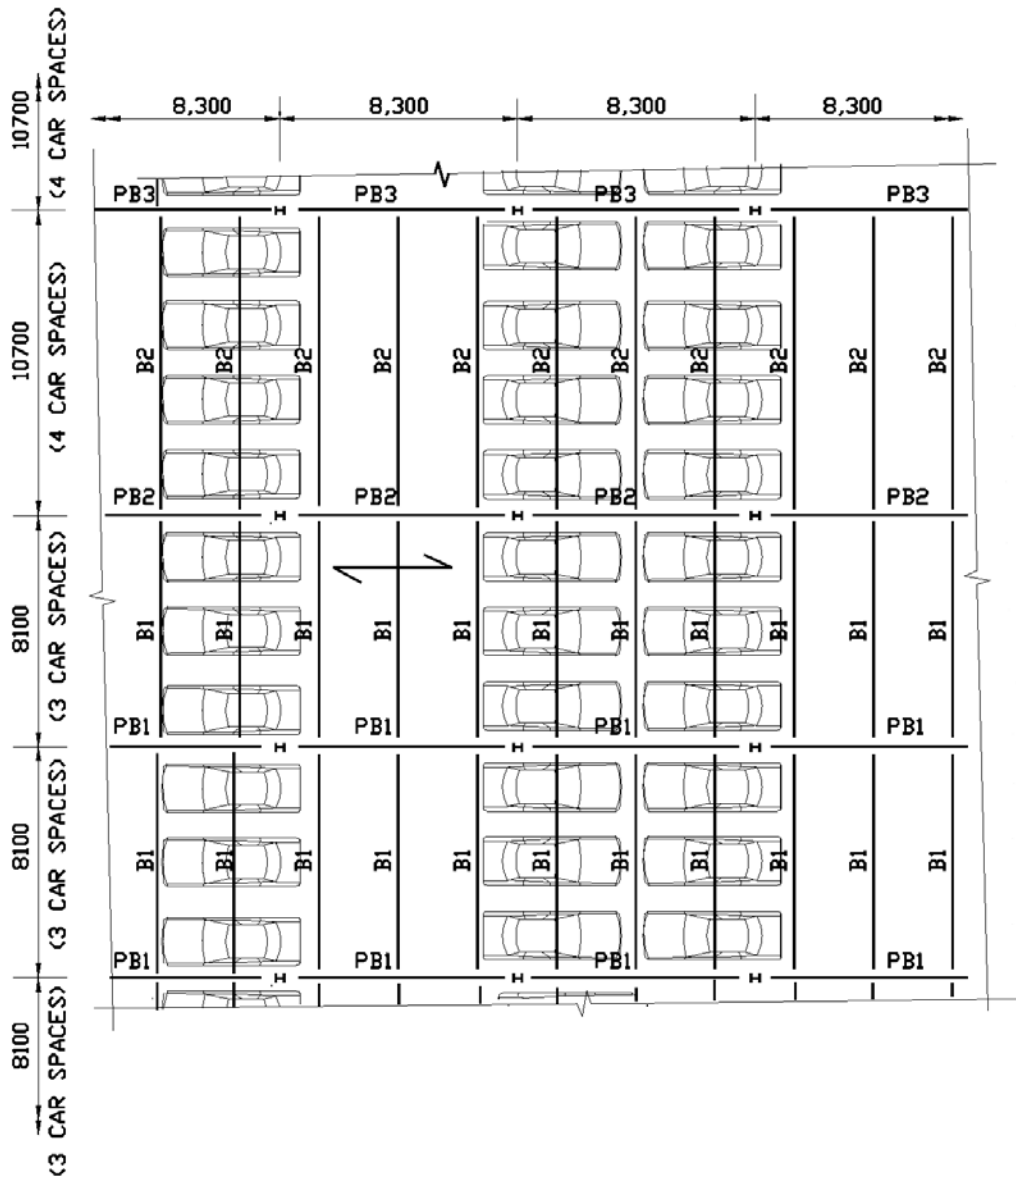 8,300 8,300 8,300 8,300
10700
(4 CAR SPACES)
PB3 PB3 PB3 PB3
10700
(4 CAR SPACES)
B2 B2 B2 B2 B2 B2 B2 B2 B2 B2 B2
PB2 PB2 PB2 PB2
8100
(3 CAR SPACES)
B1 B1 B1 B1 B1 B1 B1 B1 B1 B1 B1
PB1 PB1 PB1 PB1
8100
(3 CAR SPACES)
B1 B1 B1 B1 B1 B1 B1 B1 B1 B1 B1
PB1 PB1 PB1 PB1
8100
(3 CAR SPACES)